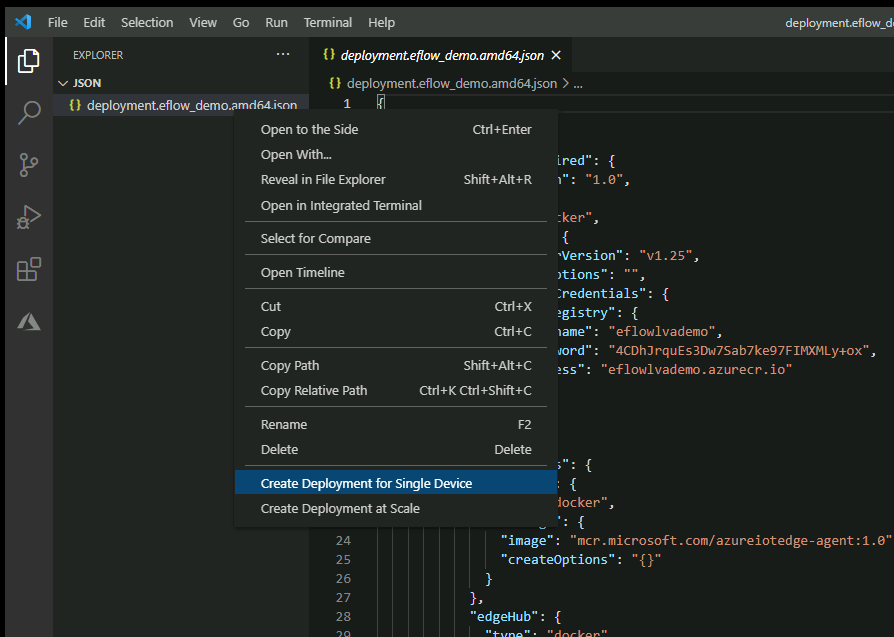 File Edit Selection View Go Run Terminal Help deployment.eflow_de
EXPLORER ...
JSON
{} deployment.eflow_demo.amd64.json
{} deployment.eflow_demo.amd64.json ×
{} deployment.eflow_demo.amd64.json > ...
1 {
Open to the Side Ctrl+Enter
Open With...
Reveal in File Explorer Shift+Alt+R
Open in Integrated Terminal
Select for Compare
Open Timeline
Cut Ctrl+X
Copy Ctrl+C
Copy Path Shift+Alt+C
Copy Relative Path Ctrl+K Ctrl+Shift+C
Rename F2
Delete Delete
Create Deployment for Single Device
Create Deployment at Scale
ired": {
": "1.0",
ker",
{
rVersion": "v1.25",
ptions": "",
Credentials": {
egistry": {
name": "eflowlvademo",
word": "4CDhJrquEs3Dw7Sab7ke97FIMXMLy+ox",
ess": "eflowlvademo.azurecr.io"
s": {
: {
docker",
": {
24 "image": "mcr.microsoft.com/azureiotedge-agent:1.0"
25 "createOptions": "{}"
26 }
27 },
28 "edgeHub": {
29 "type": "docker"